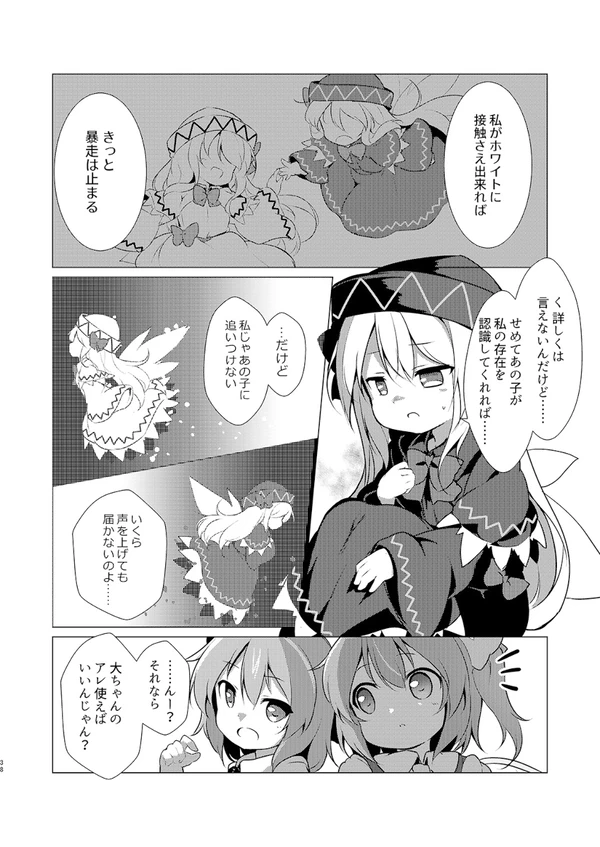 私がホワイトに
接触さえ出来れば
きっと
暴走は止まる
く詳しくは
言えないんだけど……
せめてあの子が
私の存在を
認識してくれれば……
…だけど
私じゃあの子に
追いつけない
いくら
声を上げても
届かないのよ……
……んー?
それなら
大ちゃんの
アレ使えば
いいんじゃん?
38